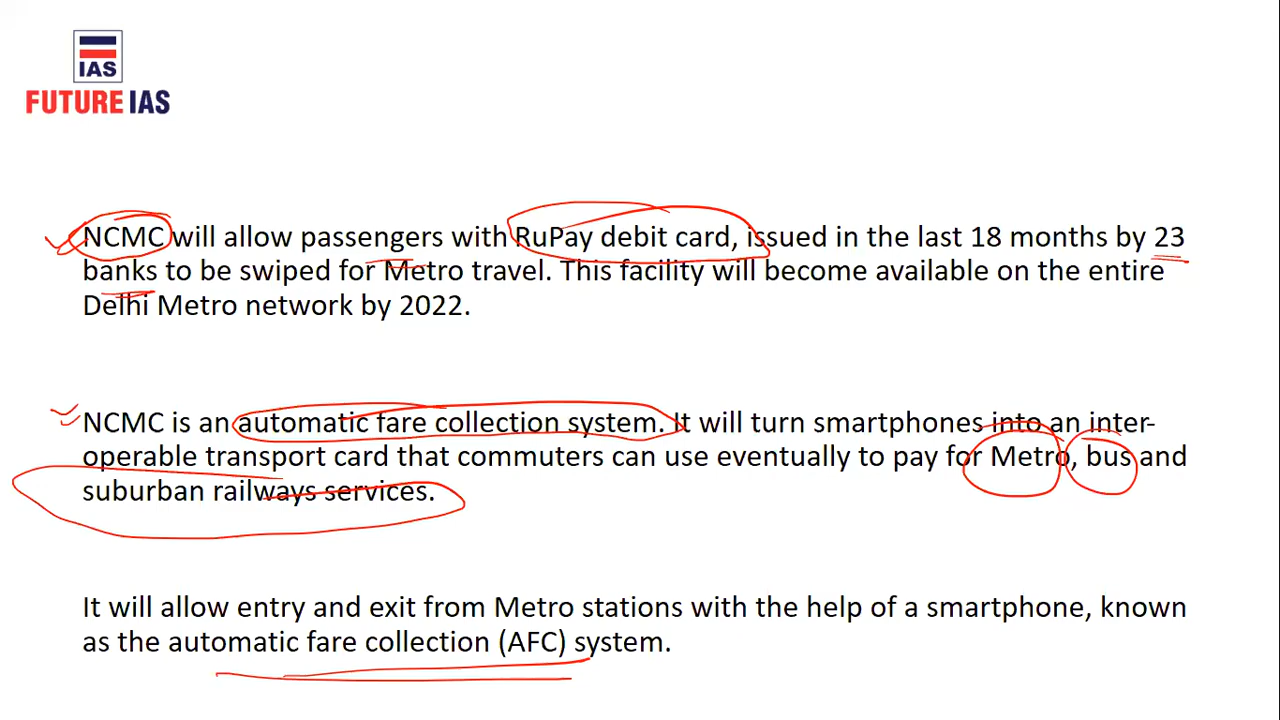 IAS
FUTURE IAS
NCMC will allow passengers with RuPay debit card, issued in the last 18 months by 23
banks to be swiped for Metro travel. This facility will become available on the entire
Delhi Metro network by 2022.
NCMC is an automatic fare collection system. It will turn smartphones into an inter-
operable transport card that commuters can use eventually to pay for Metro, bus and
suburban railways services.
It will allow entry and exit from Metro stations with the help of a smartphone, known
as the automatic fare collection (AFC) system.